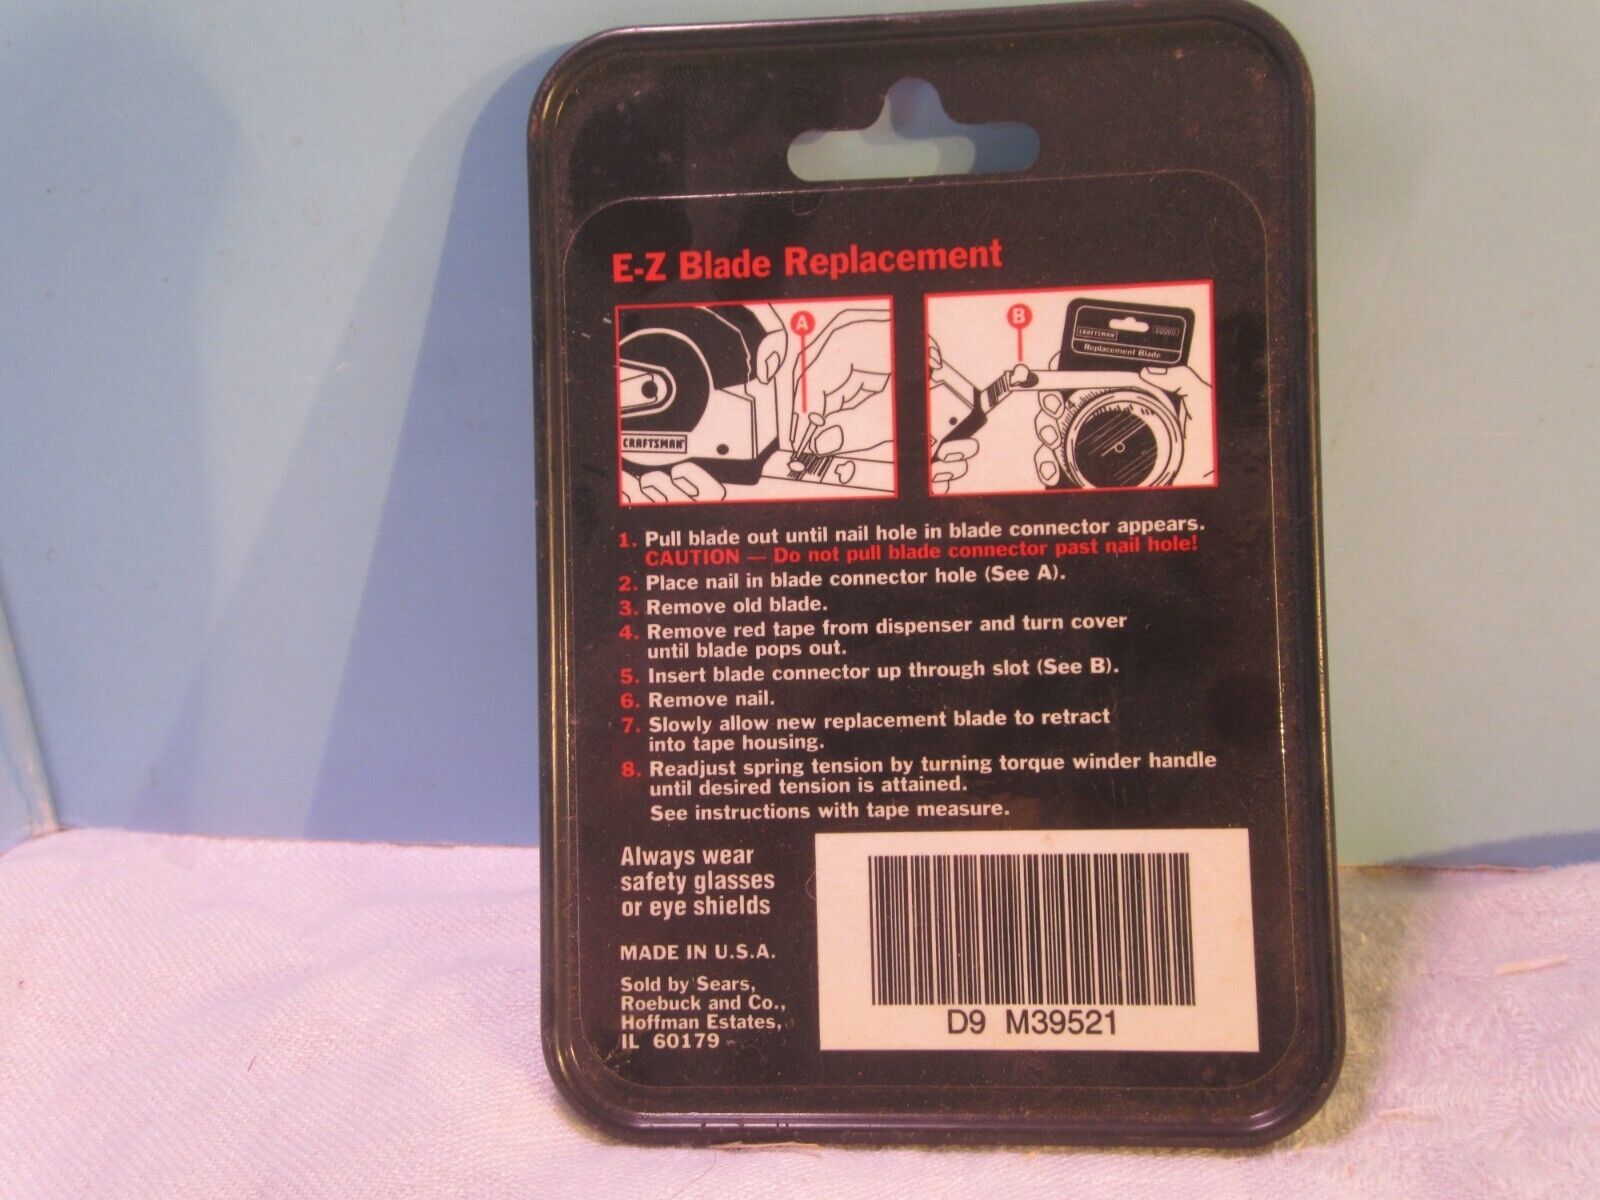 E-Z Blade Replacement
A
CRAFTSMAN
B
CRAFTSMAN 00000
Replacement Blade
14
1. Pull blade out until nail hole in blade connector appears.
CAUTION — Do not pull blade connector past nail hole!
2. Place nail in blade connector hole (See A).
3. Remove old blade.
4. Remove red tape from dispenser and turn cover
until blade pops out.
5. Insert blade connector up through slot (See B).
6. Remove nail.
7. Slowly allow new replacement blade to retract
into tape housing.
8. Readjust spring tension by turning torque winder handle
until desired tension is attained.
See instructions with tape measure.
Always wear
safety glasses
or eye shields
MADE IN U.S.A.
Sold by Sears,
Roebuck and Co.,
Hoffman Estates,
IL 60179
D9 M39521